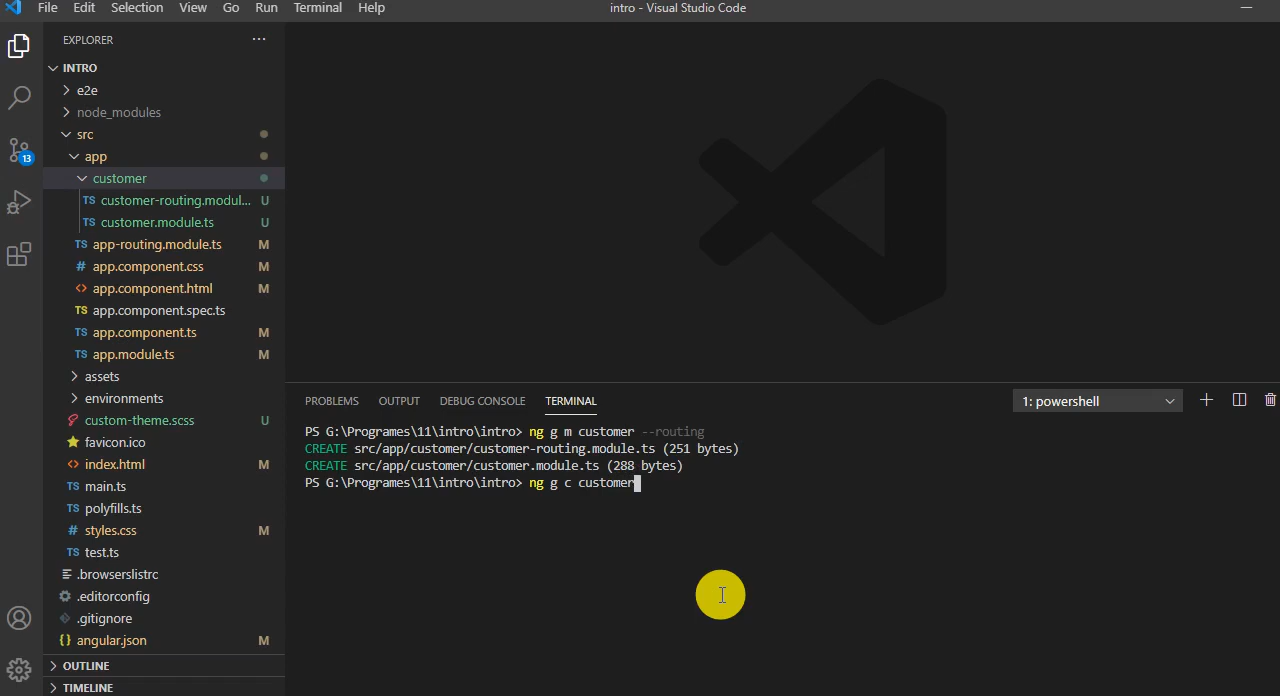 File Edit Selection View Go Run Terminal Help
intro - Visual Studio Code
EXPLORER
INTRO
e2e
node_modules
src
app
customer
TS customer-routing.modul... U
TS customer.module.ts U
TS app-routing.module.ts M
# app.component.css M
<> app.component.html M
TS app.component.spec.ts
TS app.component.ts M
TS app.module.ts M
assets
environments
custom-theme.scss U
favicon.ico
<> index.html M
TS main.ts
TS polyfills.ts
# styles.css M
TS test.ts
.browserslistrc
.editorconfig
.gitignore
{} angular.json M
OUTLINE
TIMELINE
13
PROBLEMS OUTPUT DEBUG CONSOLE TERMINAL
1: powershell
PS G:\Programes\11\intro\intro> ng g m customer --routing
CREATE src/app/customer/customer-routing.module.ts (251 bytes)
CREATE src/app/customer/customer.module.ts (288 bytes)
PS G:\Programes\11\intro\intro> ng g c customer